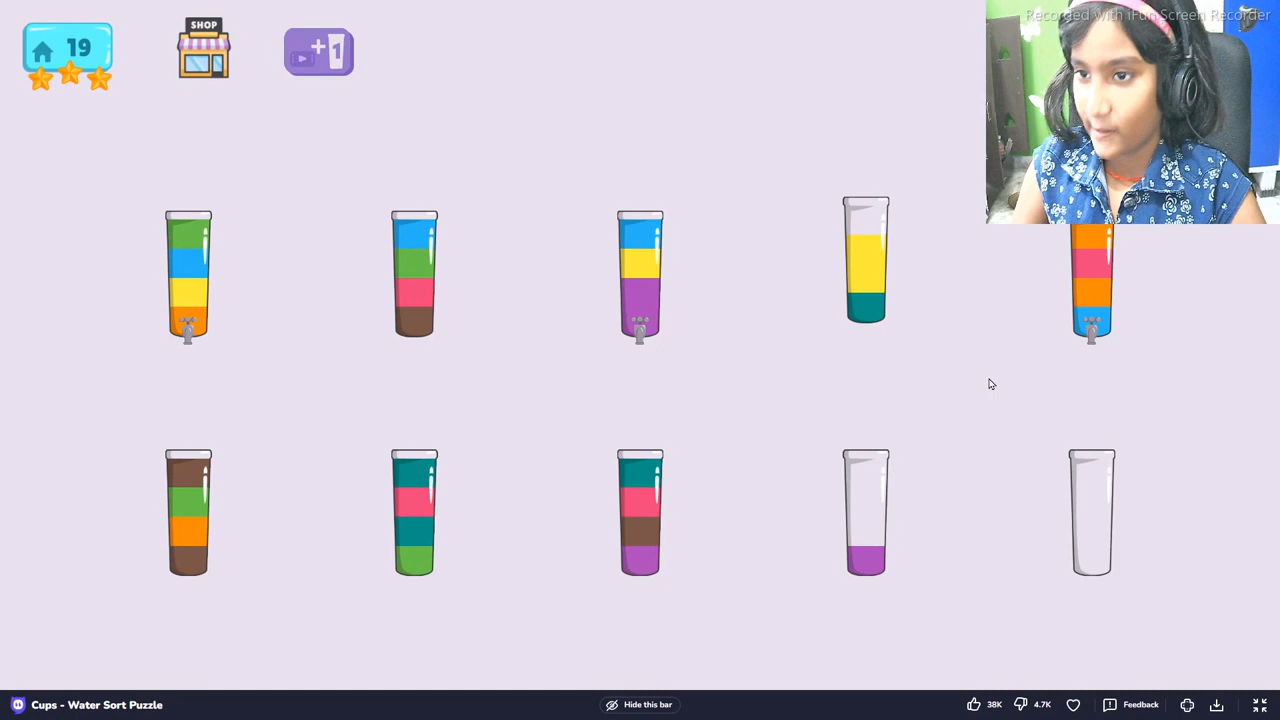 Recorded with iFun Screen Recorder
SHOP
19
+1
Cups - Water Sort Puzzle
Hide this bar
38K
4.7K
Feedback